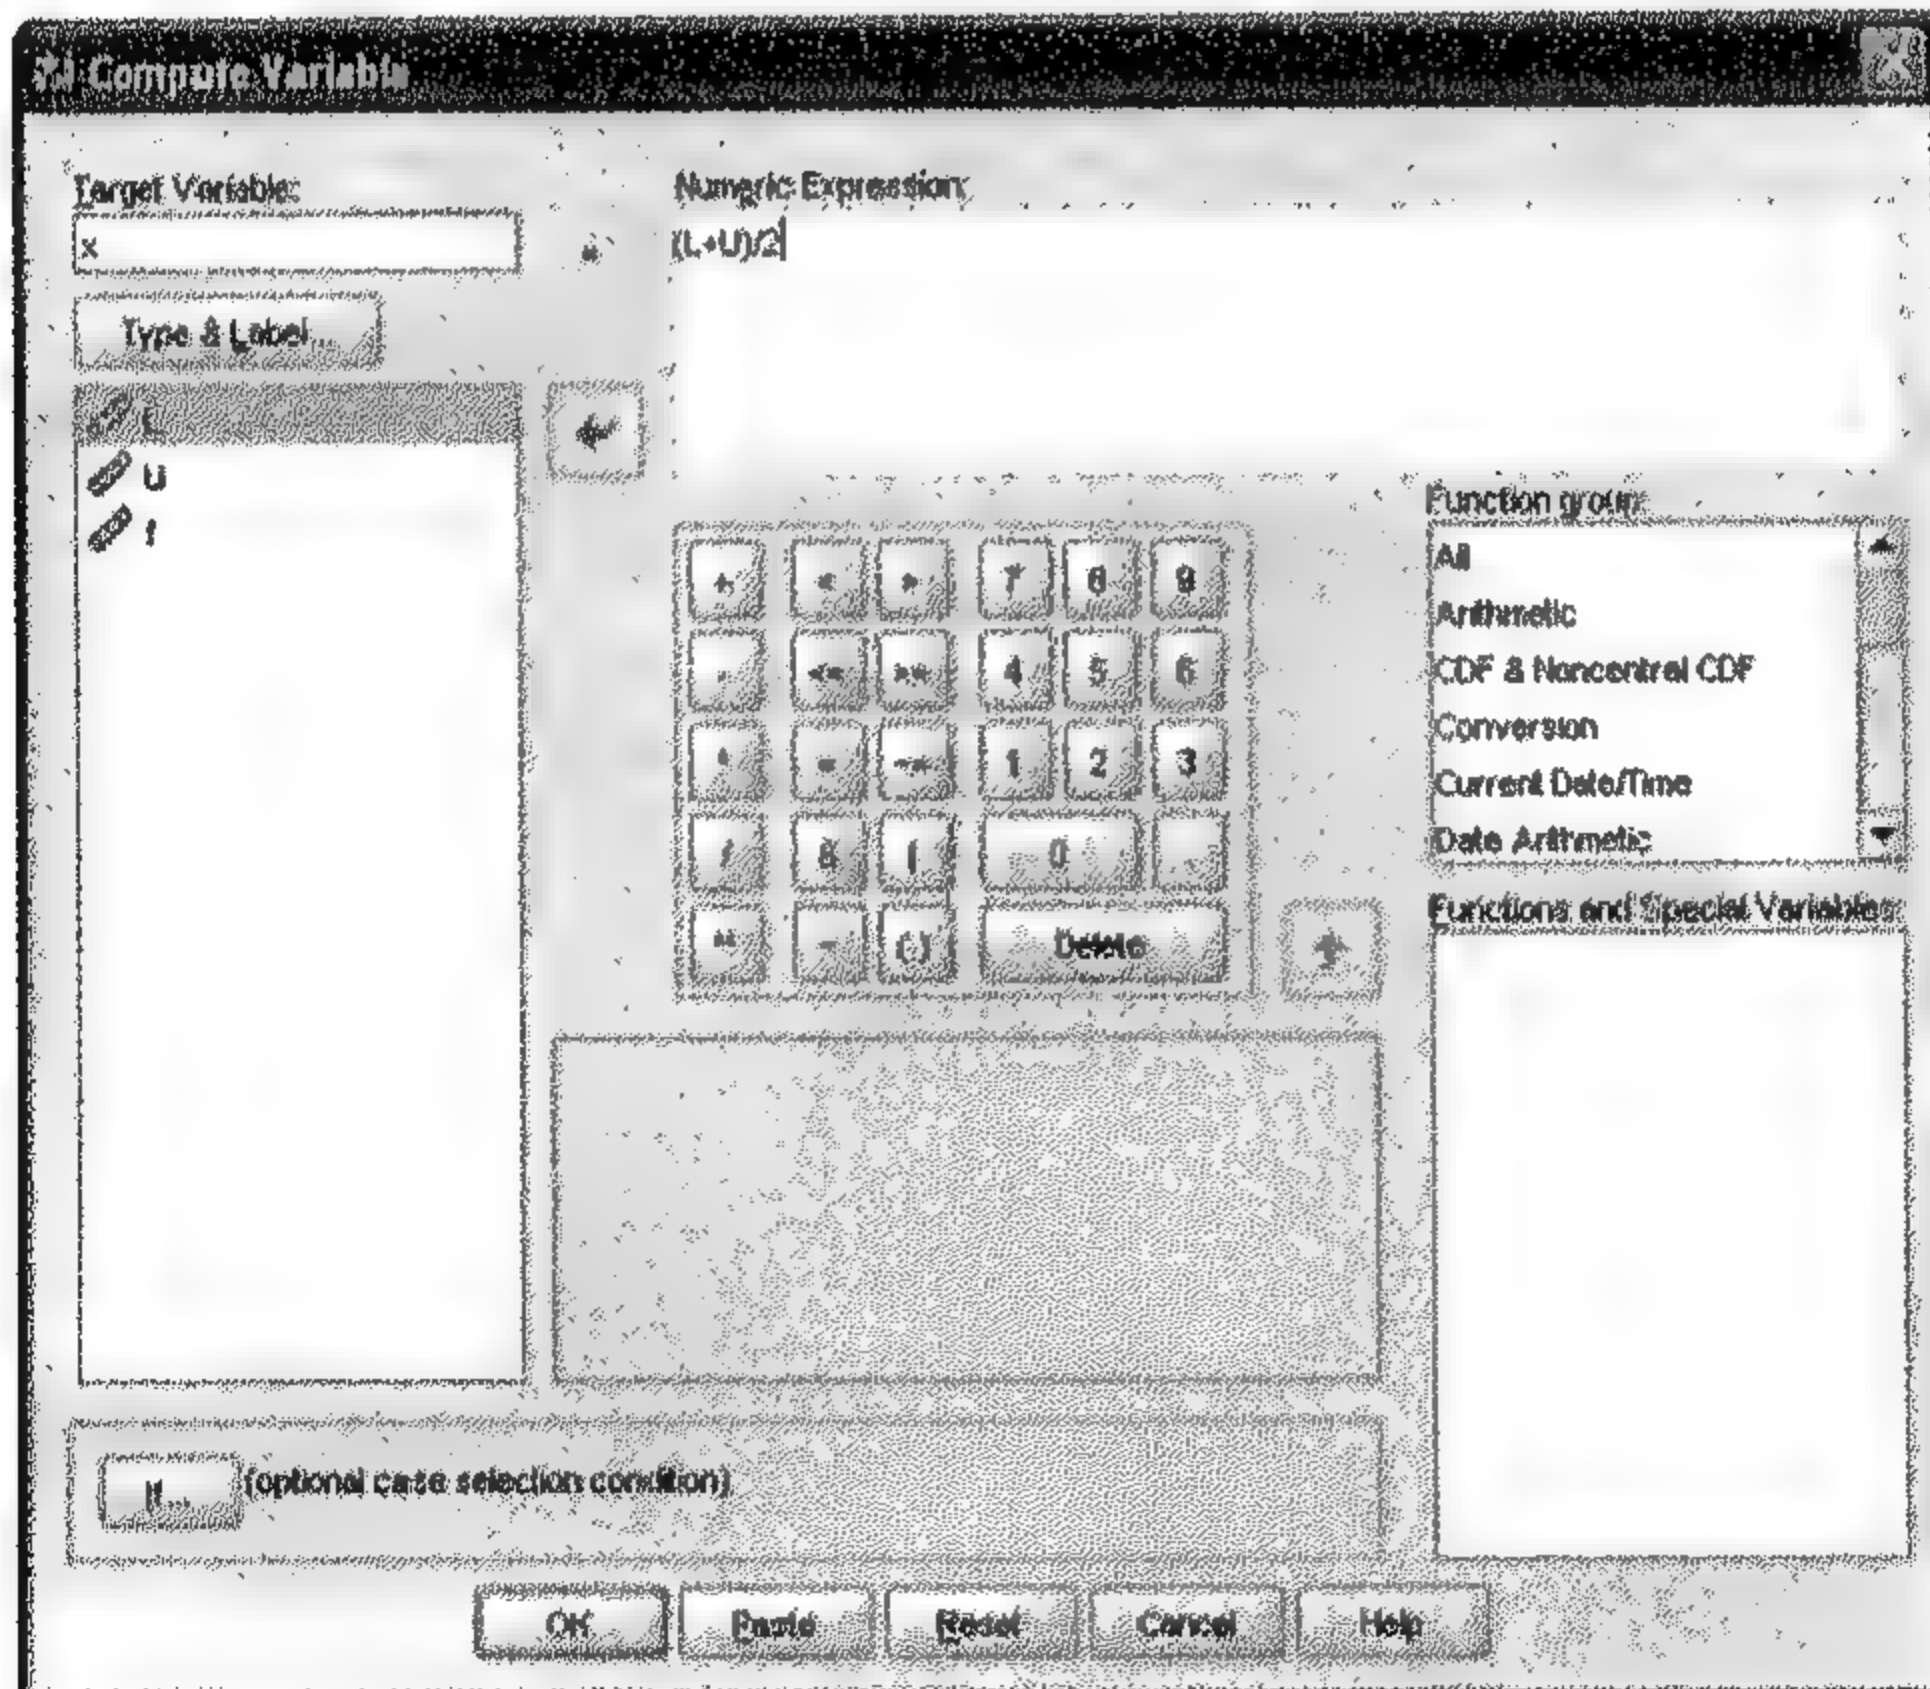 Compute Variable
Target Variable:
x
=
Numeric Expression:
(L+U)/2
Type & Label...
L
U
f
+ < > 7 8 9
- <= >= 4 5 6
* = ~= 1 2 3
/ & | 0 .
** ~ ( ) Delete
Function group:
All
Arithmetic
CDF & Noncentral CDF
Conversion
Current Date/Time
Date Arithmetic
Functions and Special Variables:
If... (optional case selection condition)
OK Paste Reset Cancel Help